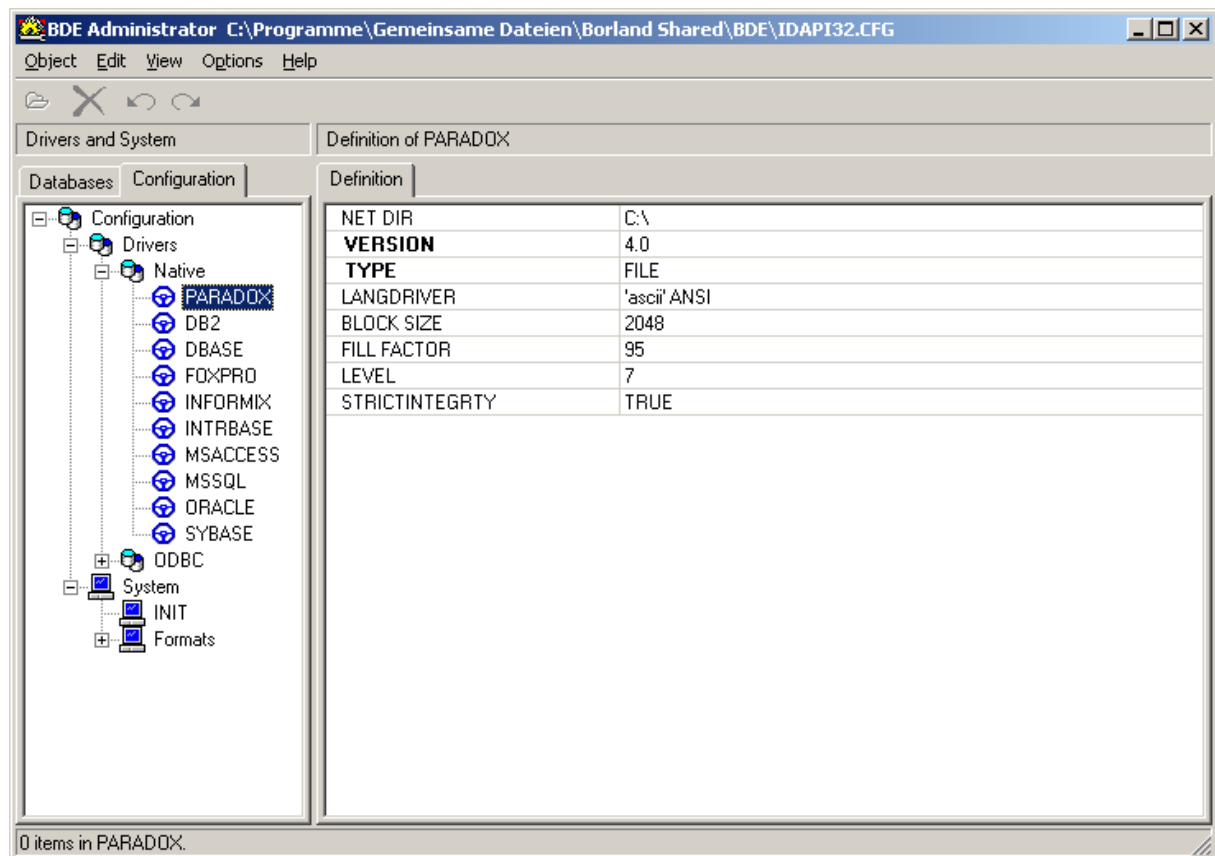 BDE Administrator C:\Programme\Gemeinsame Dateien\Borland Shared\BDE\IDAPI32.CFG
Object Edit View Options Help
Drivers and System
Definition of PARADOX
Databases Configuration
Definition
Configuration
Drivers
Native
PARADOX
DB2
DBASE
FOXPRO
INFORMIX
INTRBASE
MSACCESS
MSSQL
ORACLE
SYBASE
ODBC
System
INIT
Formats
NET DIR C:\
VERSION 4.0
TYPE FILE
LANGDRIVER 'ascii' ANSI
BLOCK SIZE 2048
FILL FACTOR 95
LEVEL 7
STRICTINTEGRTY TRUE
0 items in PARADOX.